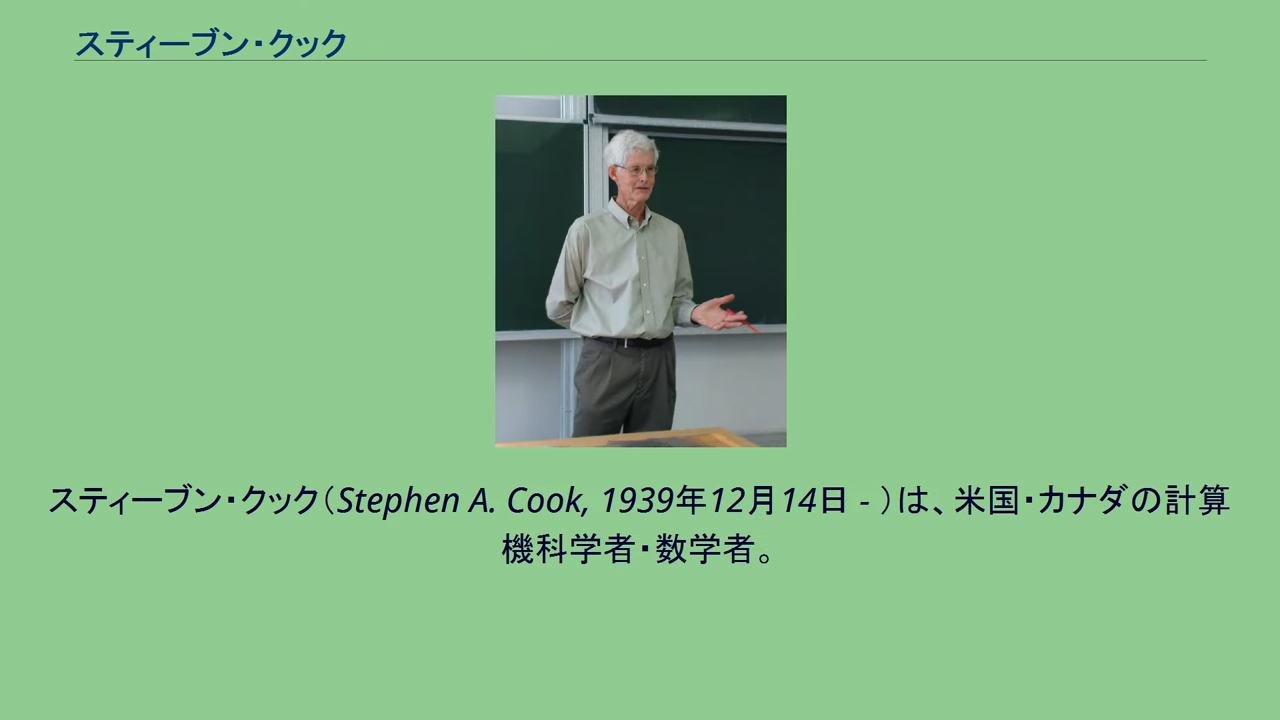 スティーブン・クック
スティーブン・クック（Stephen A. Cook, 1939年12月14日 - ）は、米国・カナダの計算
機科学者・数学者。